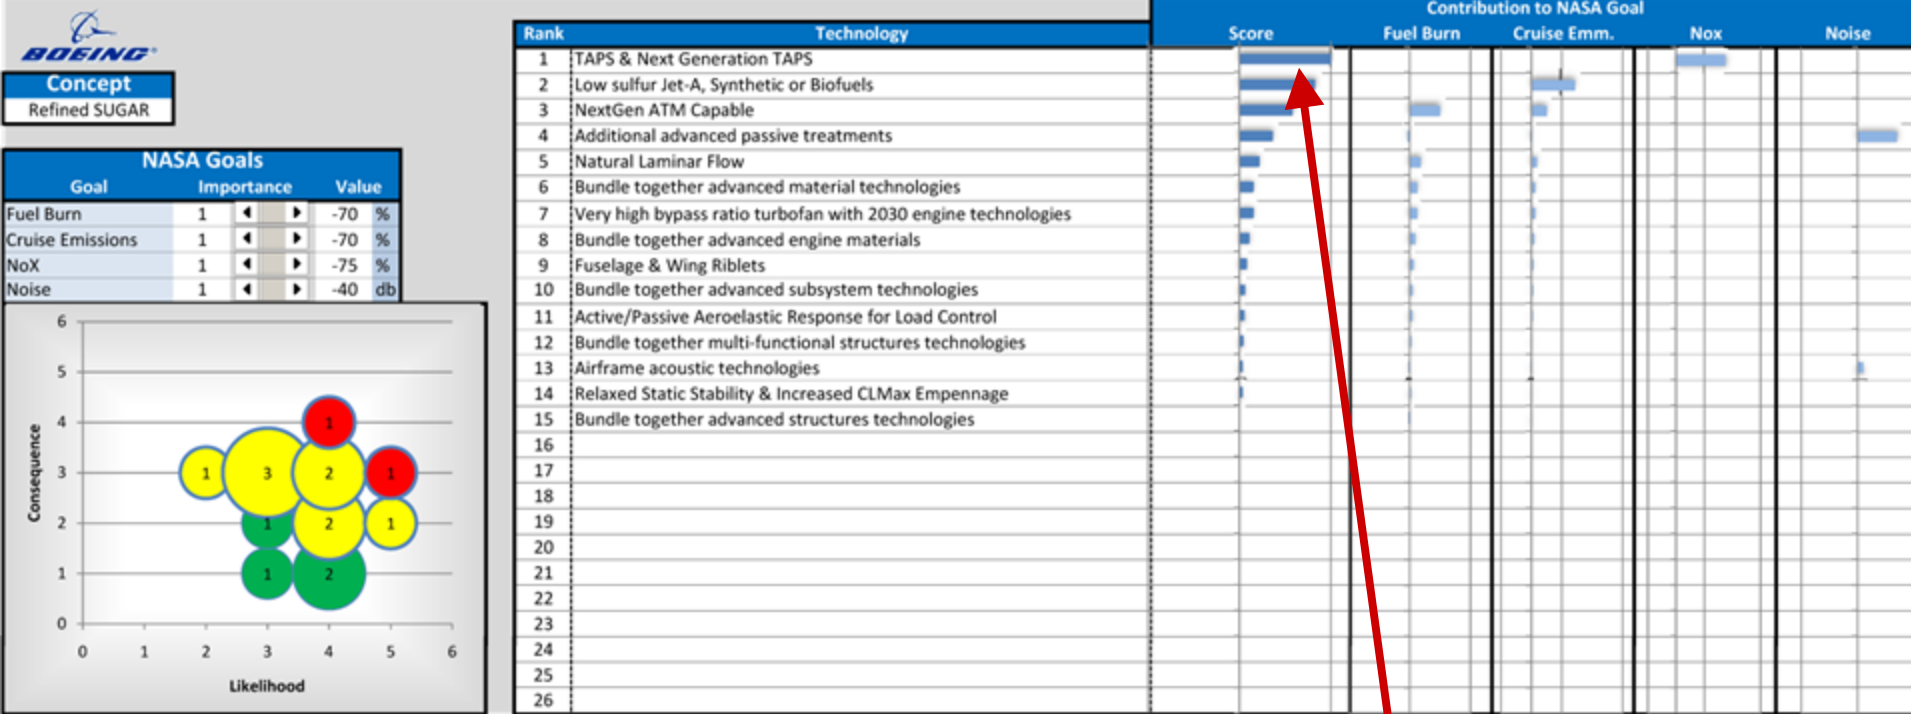 BOEING
Concept
Refined SUGAR
NASA Goals
Goal Importance Value
Fuel Burn 1 -70 %
Cruise Emissions 1 -70 %
NoX 1 -75 %
Noise 1 -40 db
6
5
4
3
2
1
0
Consequence
1
1 3 2 1
1 2 1
1 2
0 1 2 3 4 5 6
Likelihood
Contribution to NASA Goal
Rank Technology Score Fuel Burn Cruise Emm. Nox Noise
1 TAPS & Next Generation TAPS
2 Low sulfur Jet-A, Synthetic or Biofuels
3 NextGen ATM Capable
4 Additional advanced passive treatments
5 Natural Laminar Flow
6 Bundle together advanced material technologies
7 Very high bypass ratio turbofan with 2030 engine technologies
8 Bundle together advanced engine materials
9 Fuselage & Wing Riblets
10 Bundle together advanced subsystem technologies
11 Active/Passive Aeroelastic Response for Load Control
12 Bundle together multi-functional structures technologies
13 Airframe acoustic technologies
14 Relaxed Static Stability & Increased CLMax Empennage
15 Bundle together advanced structures technologies
16
17
18
19
20
21
22
23
24
25
26